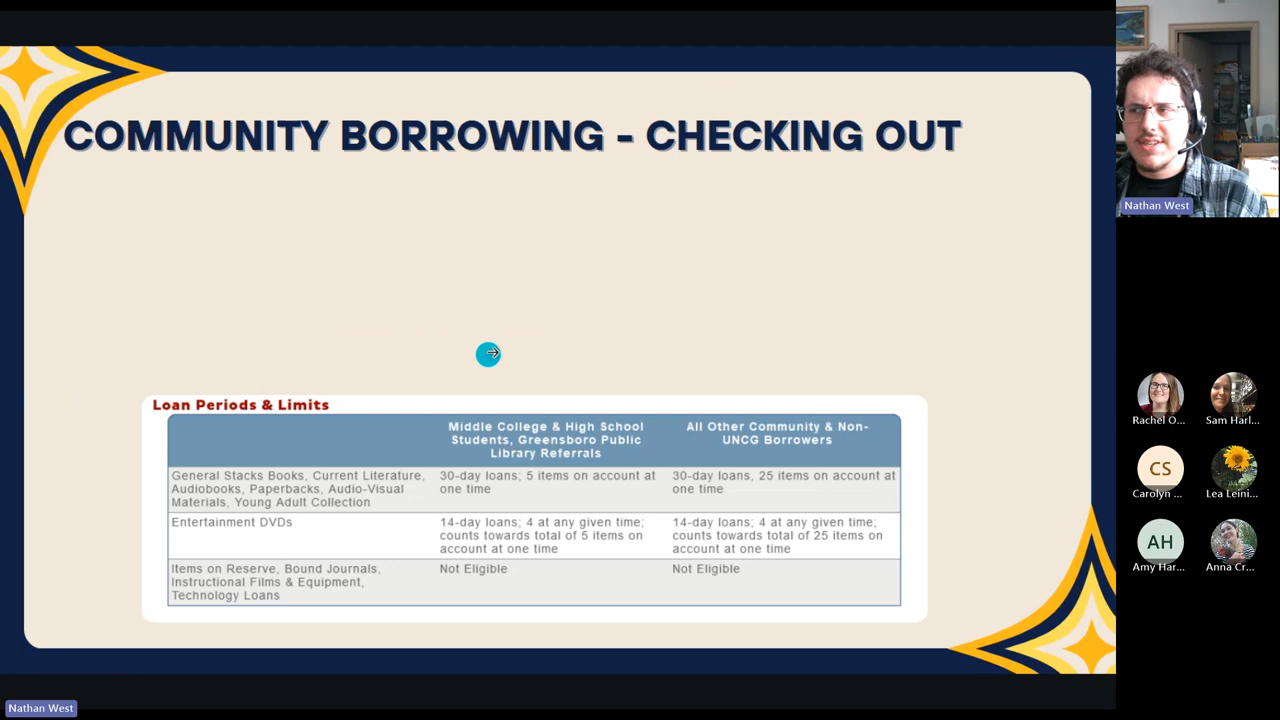 COMMUNITY BORROWING - CHECKING OUT
Loan Periods & Limits
Middle College & High School
Students, Greensboro Public
Library Referrals
All Other Community & Non-
UNCG Borrowers
General Stacks Books, Current Literature,
Audiobooks, Paperbacks, Audio-Visual
Materials, Young Adult Collection
30-day loans; 5 items on account at
one time
30-day loans, 25 items on account at
one time
Entertainment DVDs
14-day loans; 4 at any given time;
counts towards total of 5 items on
account at one time
14-day loans; 4 at any given time;
counts towards total of 25 items on
account at one time
Items on Reserve, Bound Journals,
Instructional Films & Equipment,
Technology Loans
Not Eligible
Not Eligible
Nathan West
Rachel O...
Sam Harl...
CS
Carolyn ...
Lea Leini...
AH
Amy Har...
Anna Cr...
Nathan West